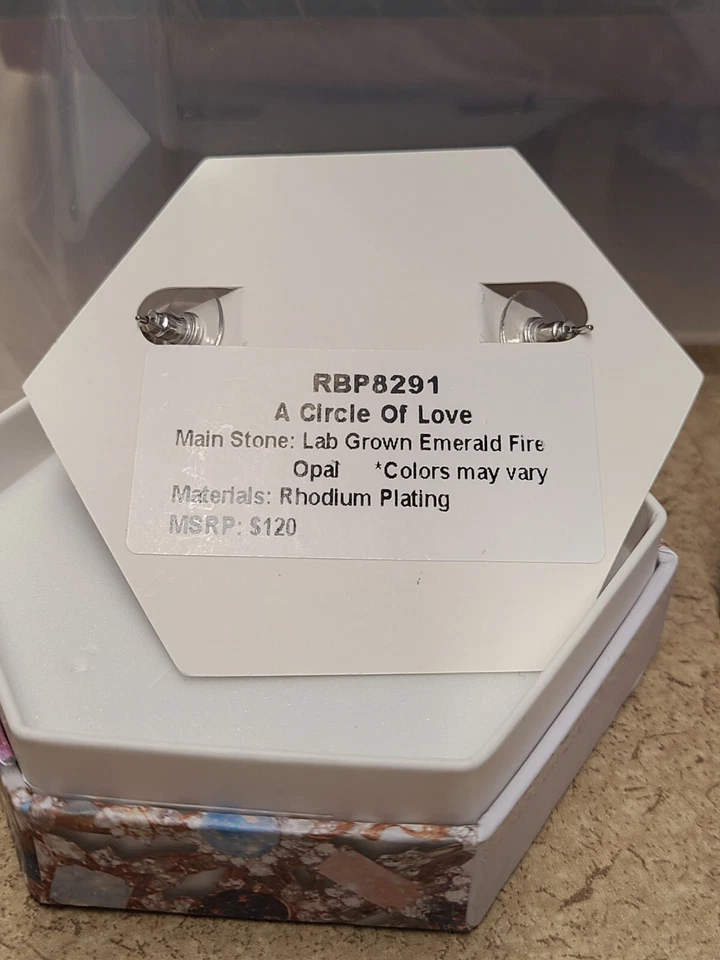 RBP8291
A Circle Of Love
Main Stone: Lab Grown Emerald Fire
Opal *Colors may vary
Materials: Rhodium Plating
MSRP: $120